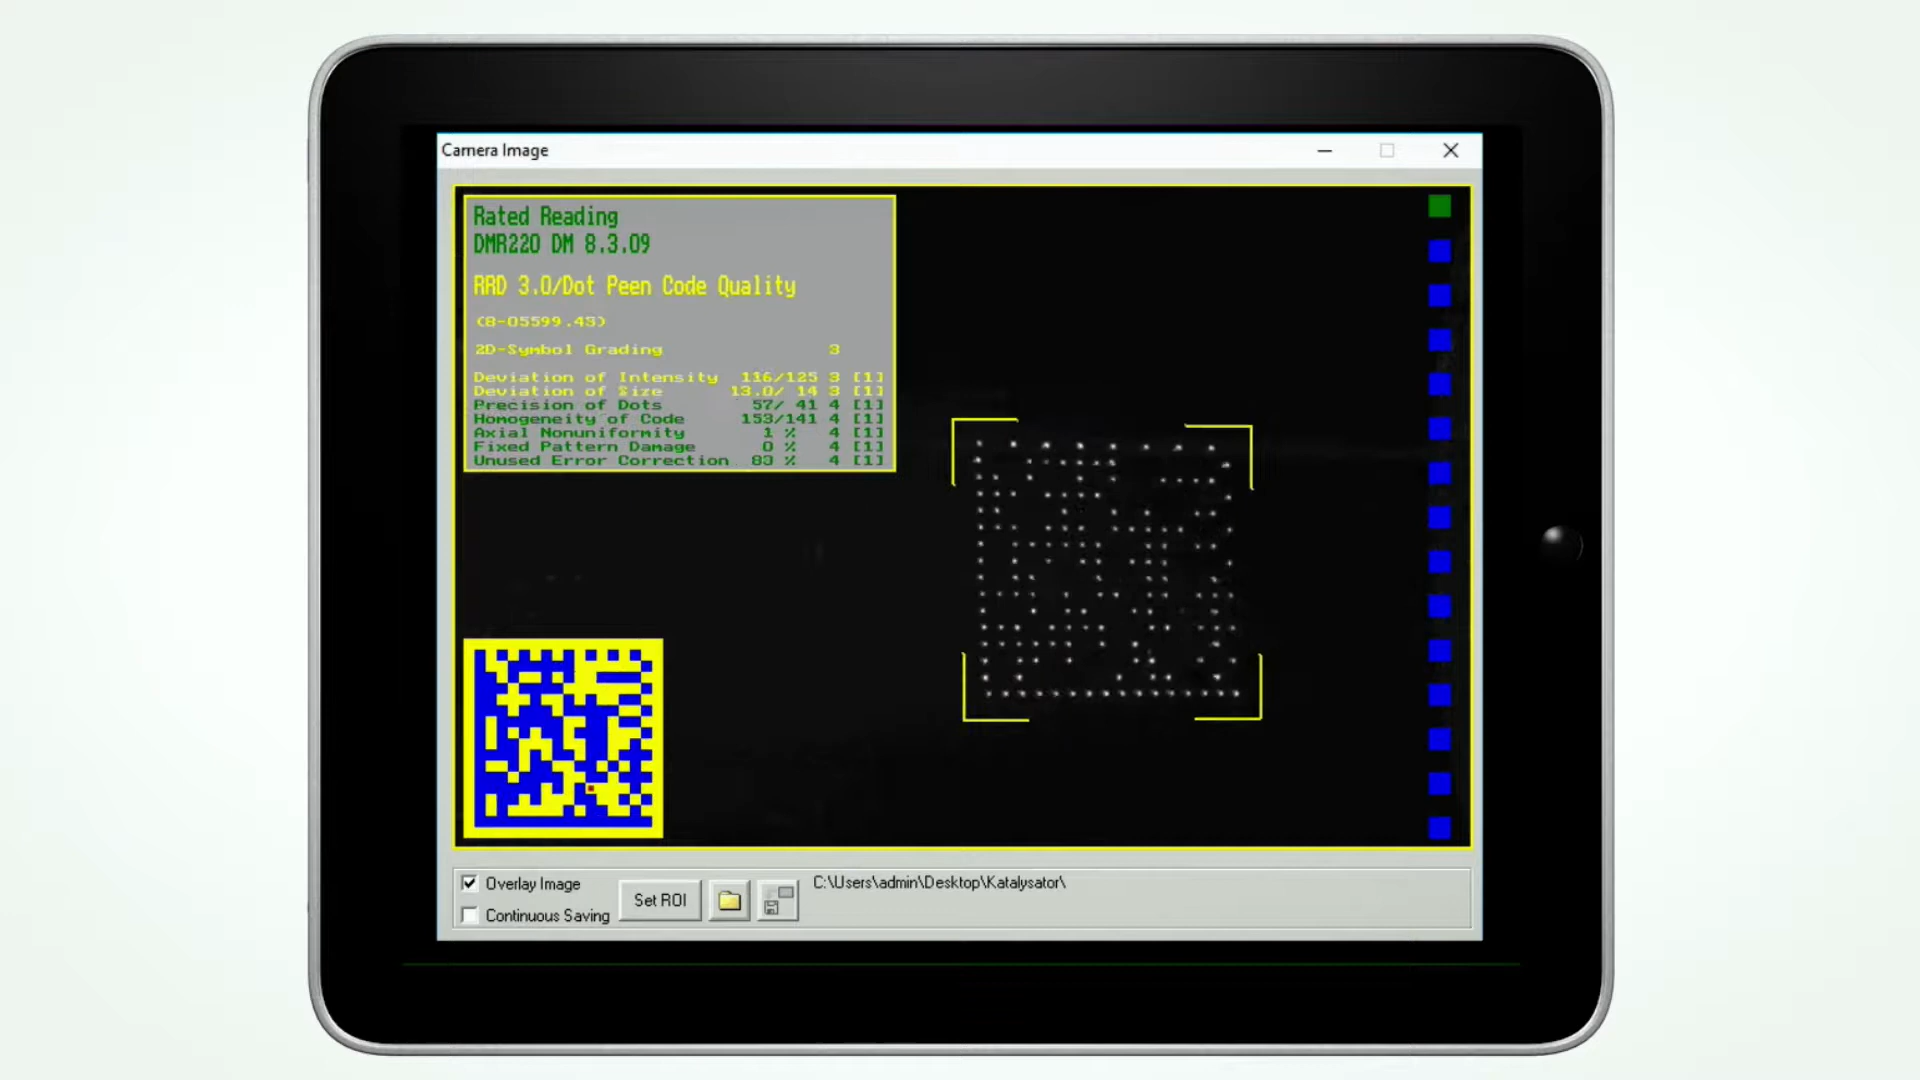 Camera Image
Rated Reading
DMR220 DM 8.3.09
RRD 3.0/Dot Peen Code Quality
(8-05599.43)
2D-Symbol Grading 3
Deviation of Intensity 116/125 3 [1]
Deviation of Size 13.0/ 14 3 [1]
Precision of Dots 57/ 41 4 [1]
Homogeneity of Code 153/141 4 [1]
Axial Nonuniformity 1 % 4 [1]
Fixed Pattern Damage 0 % 4 [1]
Unused Error Correction 83 % 4 [1]
Overlay Image
Continuous Saving
Set ROI
C:\Users\admin\Desktop\Katalysator\